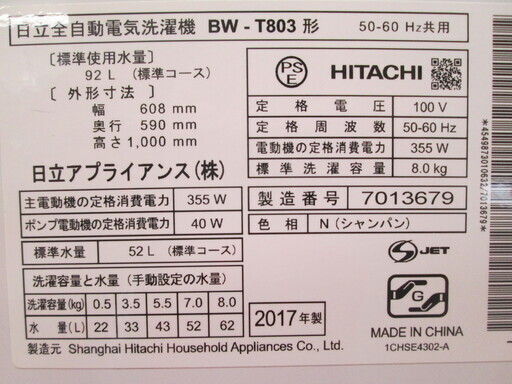 日立全自動電気洗濯機 BW-T803 形 50-60 Hz共用
〔標準使用水量〕
92 L (標準コース)
〔外形寸法〕
幅 608 mm
奥行 590 mm
高さ 1,000 mm
日立アプライアンス(株)
主電動機の定格消費電力 355 W
ポンプ電動機の定格消費電力 40 W
標準水量 52 L (標準コース)
洗濯容量と水量 (手動設定の水量)
洗濯容量(kg) 0.5 3.5 5.5 7.0 8.0
水量(L) 22 33 43 52 62
製造元 Shanghai Hitachi Household Appliances Co., Ltd.
PSE HITACHI
定格電圧 100 V
定格周波数 50-60 Hz
電動機の定格消費電力 355 W
標準洗濯容量 8.0 kg
製造番号 7013679
色相 N (シャンパン)
S JET
G
2017年製
MADE IN CHINA
1CHSE4302-A
*4549873010632/7013679*